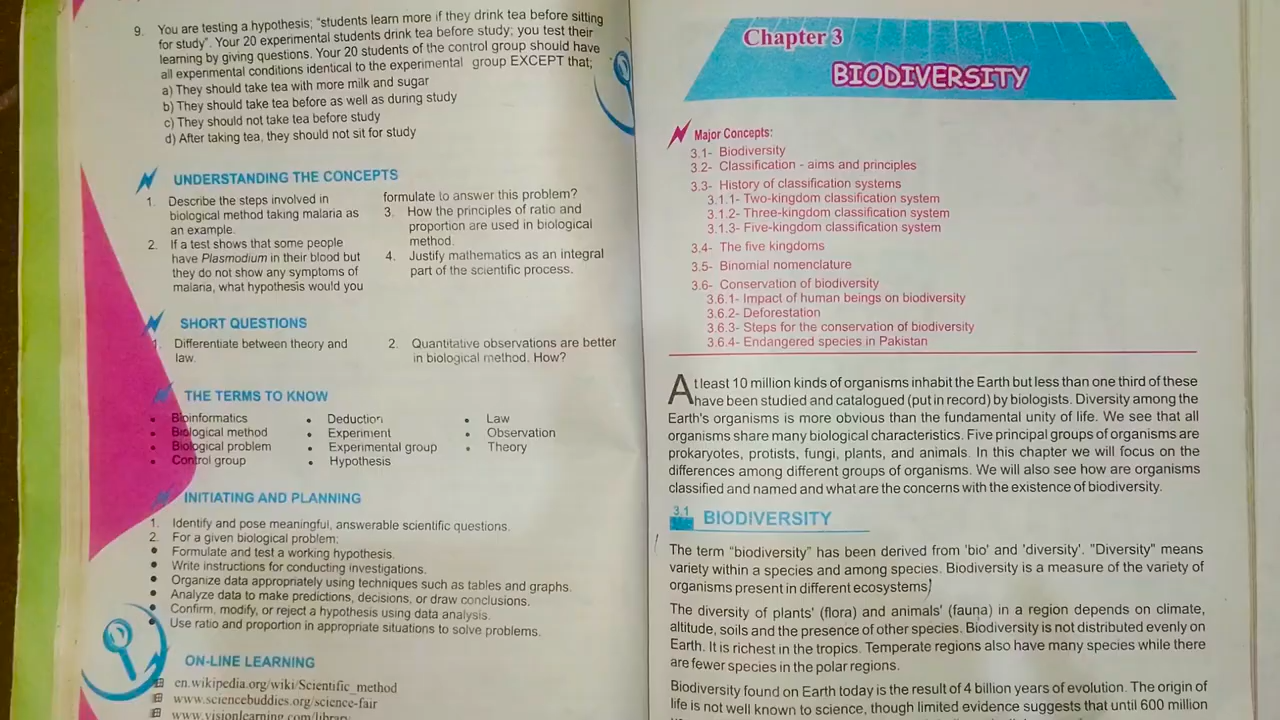 9. You are testing a hypothesis; "students learn more if they drink tea before sitting
for study". Your 20 experimental students drink tea before study; you test their
learning by giving questions. Your 20 students of the control group should have
all experimental conditions identical to the experimental group EXCEPT that;
a) They should take tea with more milk and sugar
b) They should take tea before as well as during study
c) They should not take tea before study
d) After taking tea, they should not sit for study
UNDERSTANDING THE CONCEPTS
1. Describe the steps involved in
biological method taking malaria as
an example.
2. If a test shows that some people
have Plasmodium in their blood but
they do not show any symptoms of
malaria, what hypothesis would you
formulate to answer this problem?
3. How the principles of ratio and
proportion are used in biological
method.
4. Justify mathematics as an integral
part of the scientific process.
SHORT QUESTIONS
1. Differentiate between theory and
law.
2. Quantitative observations are better
in biological method. How?
THE TERMS TO KNOW
• Bioinformatics
• Biological method
• Biological problem
• Control group
• Deduction
• Experiment
• Experimental group
• Hypothesis
• Law
• Observation
• Theory
INITIATING AND PLANNING
1. Identify and pose meaningful, answerable scientific questions.
2. For a given biological problem;
• Formulate and test a working hypothesis.
• Write instructions for conducting investigations.
• Organize data appropriately using techniques such as tables and graphs.
• Analyze data to make predictions, decisions, or draw conclusions.
• Confirm, modify, or reject a hypothesis using data analysis.
• Use ratio and proportion in appropriate situations to solve problems.
ON-LINE LEARNING
en.wikipedia.org/wiki/Scientific_method
www.sciencebuddies.org/science-fair
www.visionlearning.com/library
Chapter 3
BIODIVERSITY
Major Concepts:
3.1- Biodiversity
3.2- Classification - aims and principles
3.3- History of classification systems
3.1.1- Two-kingdom classification system
3.1.2- Three-kingdom classification system
3.1.3- Five-kingdom classification system
3.4- The five kingdoms
3.5- Binomial nomenclature
3.6- Conservation of biodiversity
3.6.1- Impact of human beings on biodiversity
3.6.2- Deforestation
3.6.3- Steps for the conservation of biodiversity
3.6.4- Endangered species in Pakistan
At least 10 million kinds of organisms inhabit the Earth but less than one third of these
have been studied and catalogued (put in record) by biologists. Diversity among the
Earth's organisms is more obvious than the fundamental unity of life. We see that all
organisms share many biological characteristics. Five principal groups of organisms are
prokaryotes, protists, fungi, plants, and animals. In this chapter we will focus on the
differences among different groups of organisms. We will also see how are organisms
classified and named and what are the concerns with the existence of biodiversity.
3.1 BIODIVERSITY
The term "biodiversity" has been derived from 'bio' and 'diversity'. "Diversity" means
variety within a species and among species. Biodiversity is a measure of the variety of
organisms present in different ecosystems.
The diversity of plants' (flora) and animals' (fauna) in a region depends on climate,
altitude, soils and the presence of other species. Biodiversity is not distributed evenly on
Earth. It is richest in the tropics. Temperate regions also have many species while there
are fewer species in the polar regions.
Biodiversity found on Earth today is the result of 4 billion years of evolution. The origin of
life is not well known to science, though limited evidence suggests that until 600 million